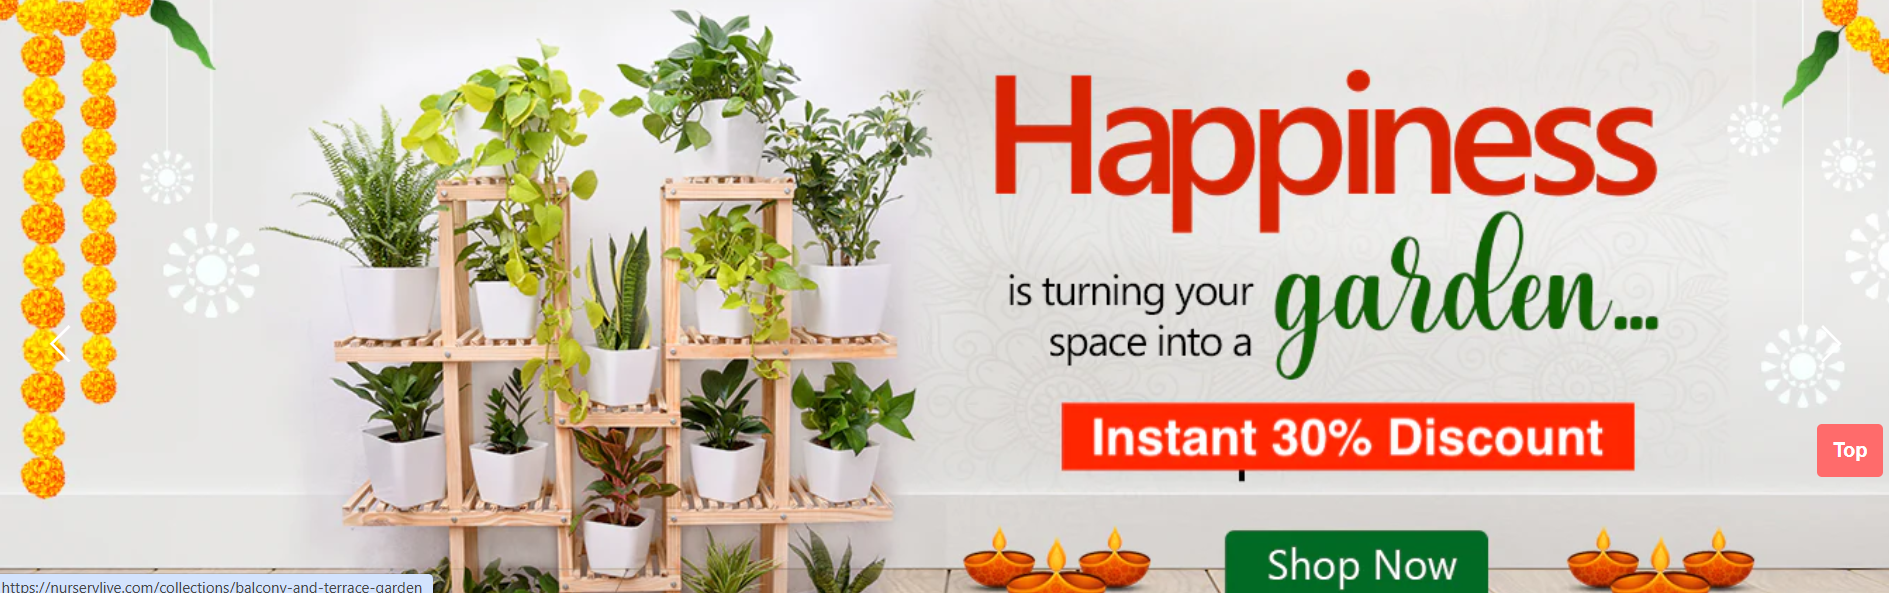 Happiness
is turning your
space into a
garden...
Instant 30% Discount
Top
Shop Now
https://nurserylive.com/collections/balcony-and-terrace-garden